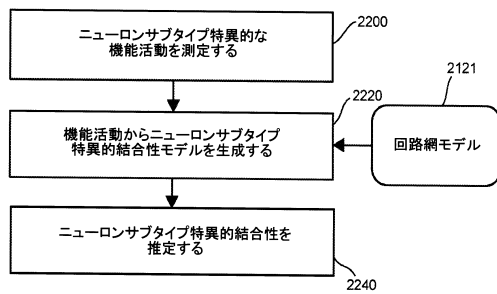 ニューロンサブタイプ特異的な
機能活動を測定する
2200
機能活動からニューロンサブタイプ
特異的結合性モデルを生成する
2220
2121
回路網モデル
ニューロンサブタイプ特異的結合性を
推定する
2240